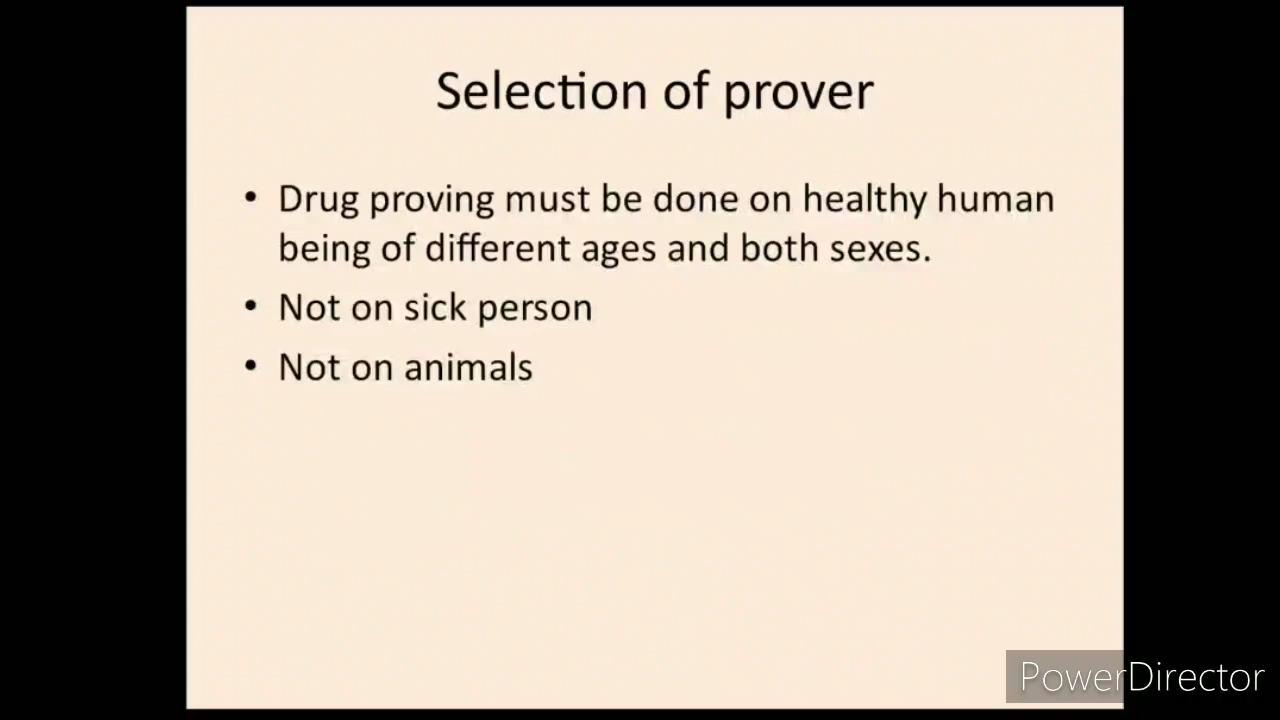 Selection of prover
• Drug proving must be done on healthy human
being of different ages and both sexes.
• Not on sick person
• Not on animals
PowerDirector